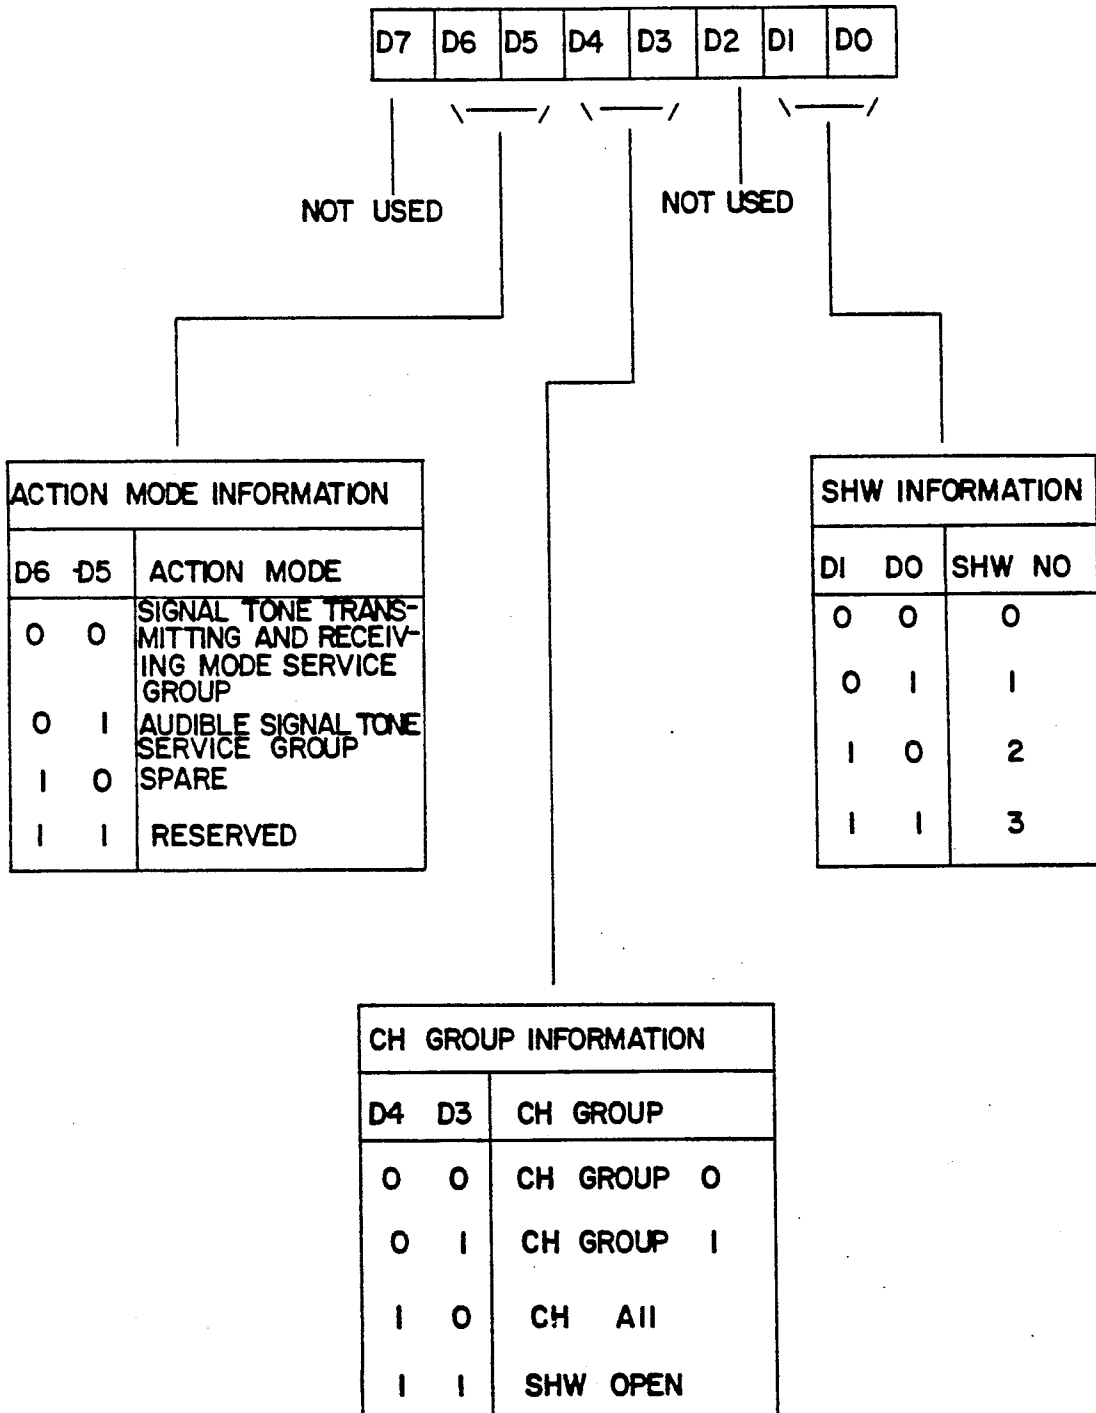 D7 D6 D5 D4 D3 D2 D1 D0
NOT USED
NOT USED
ACTION MODE INFORMATION
D6 D5 ACTION MODE
0 0 SIGNAL TONE TRANS-
MITTING AND RECEIV-
ING MODE SERVICE
GROUP
0 1 AUDIBLE SIGNAL TONE
SERVICE GROUP
1 0 SPARE
1 1 RESERVED
SHW INFORMATION
D1 D0 SHW NO
0 0 0
0 1 1
1 0 2
1 1 3
CH GROUP INFORMATION
D4 D3 CH GROUP
0 0 CH GROUP 0
0 1 CH GROUP 1
1 0 CH All
1 1 SHW OPEN